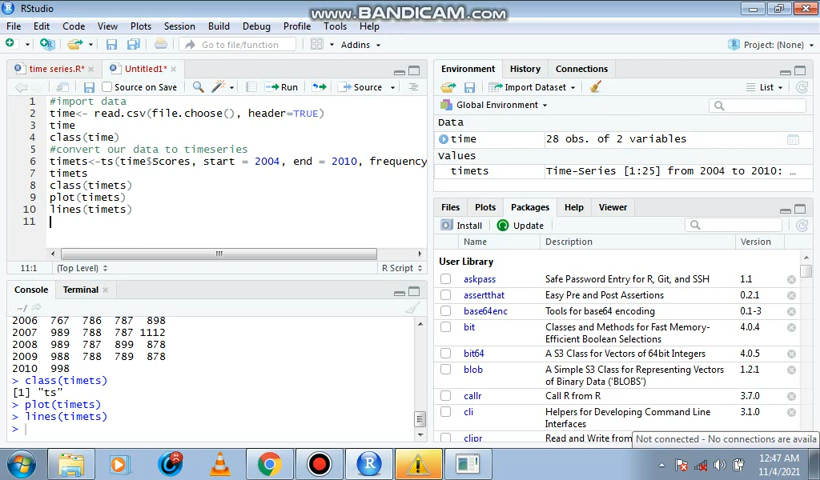 RStudio
www.BANDICAM.com
File Edit Code View Plots Session Build Debug Profile Tools Help
Go to file/function Addins Project: (None)
time series.R* Untitled1*
Source on Save Run Source
1 #import data
2 time<- read.csv(file.choose(), header=TRUE)
3 time
4 class(time)
5 #convert our data to timeseries
6 timets<-ts(time$Scores, start = 2004, end = 2010, frequency
7 timets
8 class(timets)
9 plot(timets)
10 lines(timets)
11
11:1 (Top Level) R Script
Console Terminal
~/
2006 767 786 787 898
2007 989 788 787 1112
2008 989 787 899 878
2009 988 788 789 878
2010 998
> class(timets)
[1] "ts"
> plot(timets)
> lines(timets)
>
Environment History Connections
Import Dataset List
Global Environment
Data
time 28 obs. of 2 variables
Values
timets Time-Series [1:25] from 2004 to 2010: …
Files Plots Packages Help Viewer
Install Update
Name Description Version
User Library
askpass Safe Password Entry for R, Git, and SSH 1.1
assertthat Easy Pre and Post Assertions 0.2.1
base64enc Tools for base64 encoding 0.1-3
bit Classes and Methods for Fast Memory-Efficient Boolean Selections 4.0.4
bit64 A S3 Class for Vectors of 64bit Integers 4.0.5
blob A Simple S3 Class for Representing Vectors of Binary Data ('BLOBS') 1.2.1
callr Call R from R 3.7.0
cli Helpers for Developing Command Line Interfaces 3.1.0
clipr Read and Write from
Not connected - No connections are availa
12:47 AM
11/4/2021